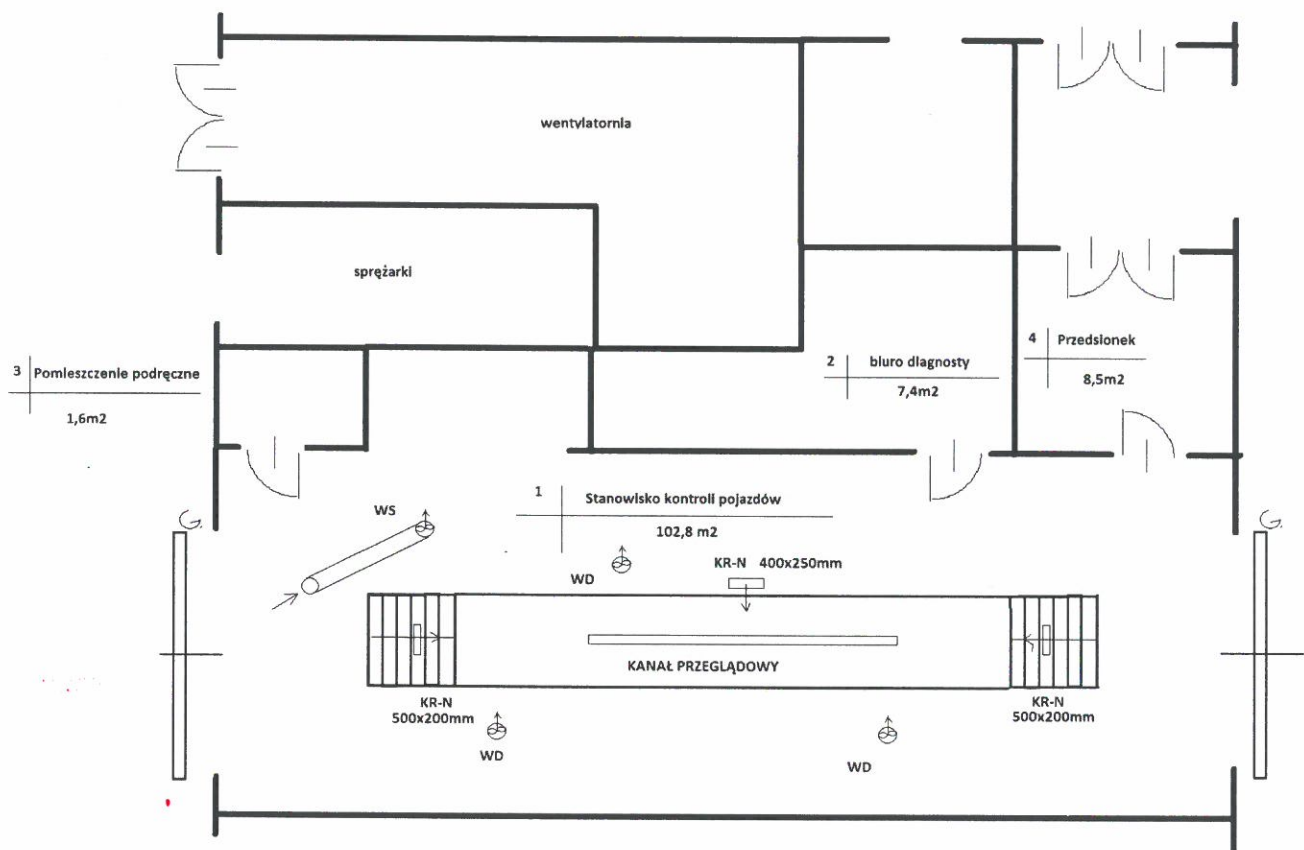 wentylatornia
sprężarki
3 Pomieszczenie podręczne
1,6m2
2 biuro diagnosty
7,4m2
4 Przedsionek
8,5m2
1 Stanowisko kontroli pojazdów
102,8 m2
G.
G.
WS
WD
KR-N 400x250mm
KANAŁ PRZEGLĄDOWY
KR-N
500x200mm
KR-N
500x200mm
WD
WD